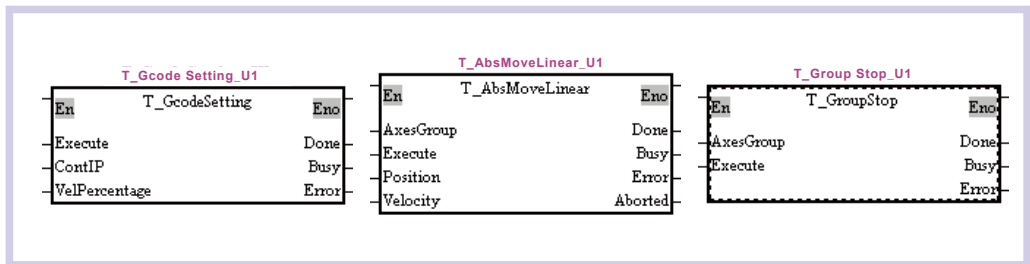 T_Gcode Setting_U1
T_GcodeSetting
En Eno
Execute Done
ContIP Busy
VelPercentage Error
T_AbsMoveLinear_U1
T_AbsMoveLinear
En Eno
AxesGroup Done
Execute Busy
Position Error
Velocity Aborted
T_Group Stop_U1
T_GroupStop
En Eno
AxesGroup Done
Execute Busy
Error